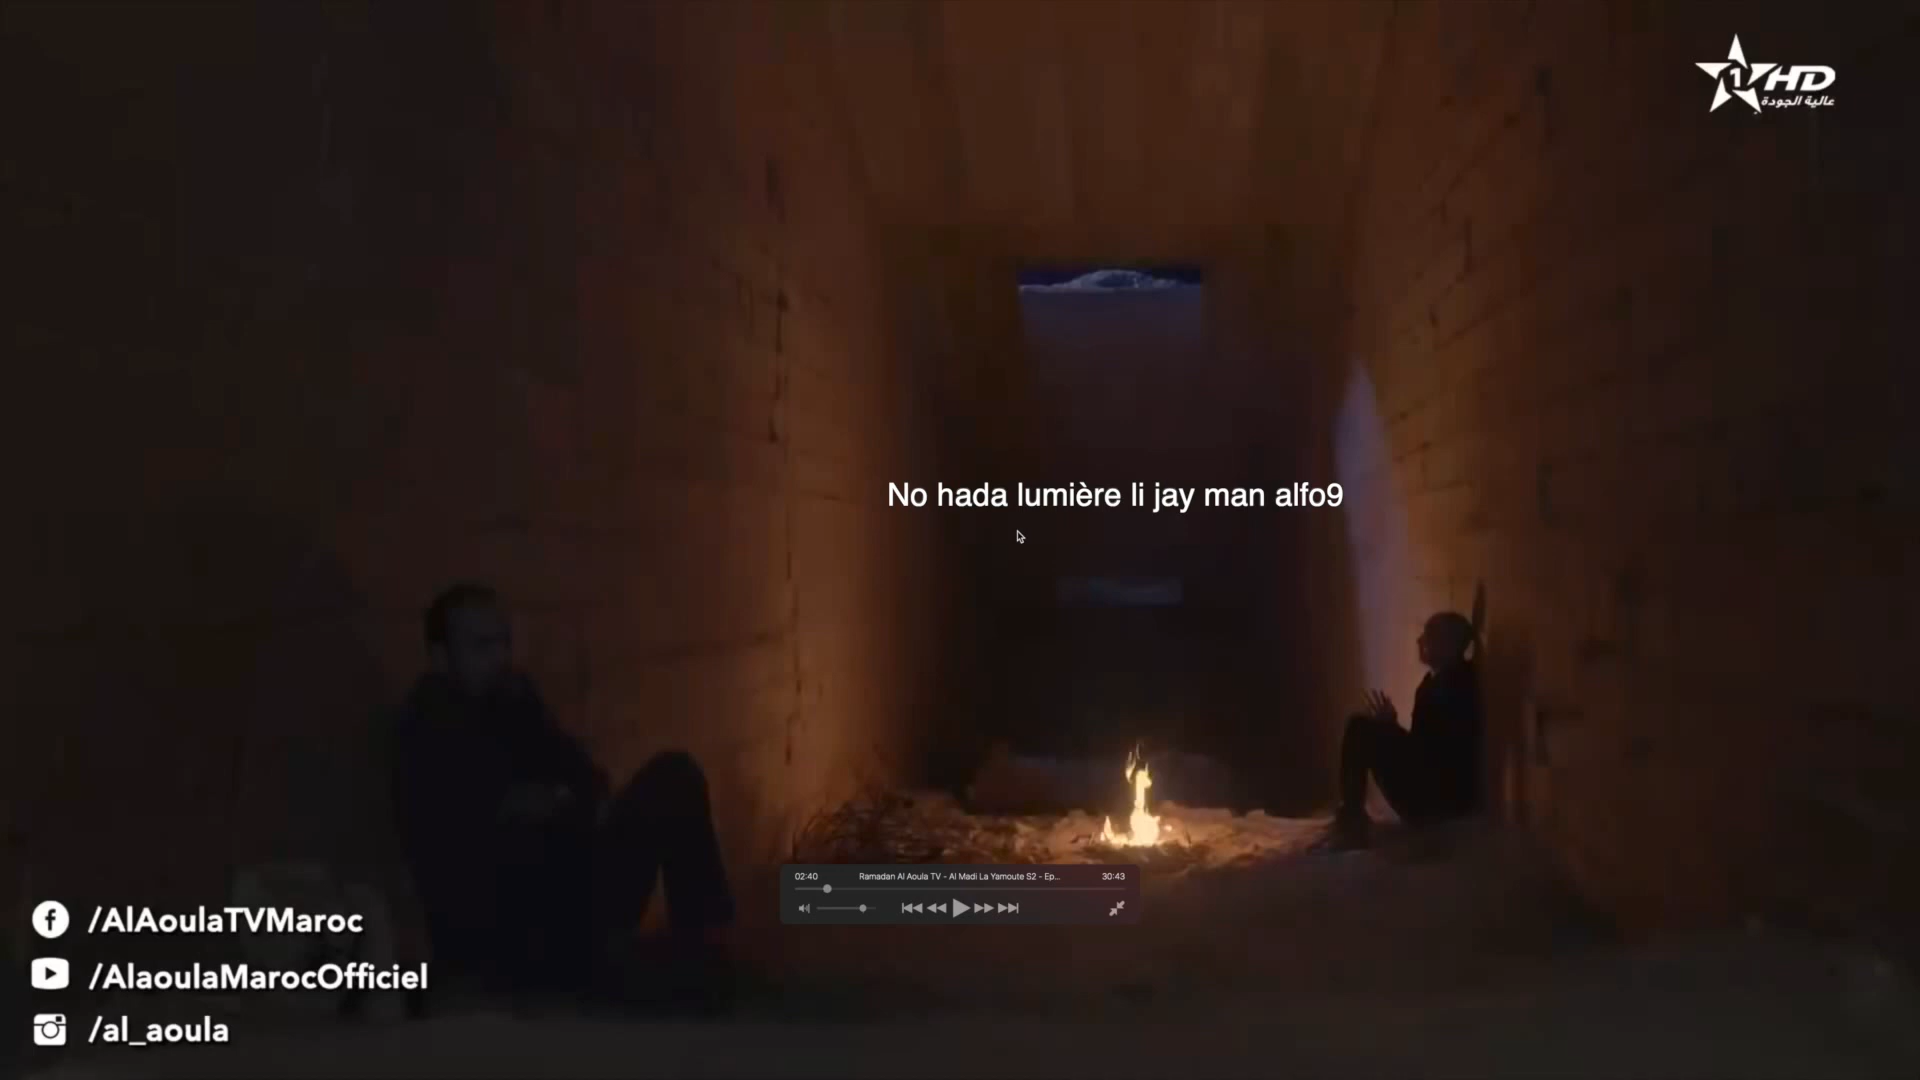 1 HD
عالية الجودة
No hada lumière li jay man alfo9
02:40 Ramadan Al Aoula TV - Al Madi La Yamoute S2 - Ep... 30:43
/AlAoulaTVMaroc
/AlaoulaMarocOfficiel
/al_aoula